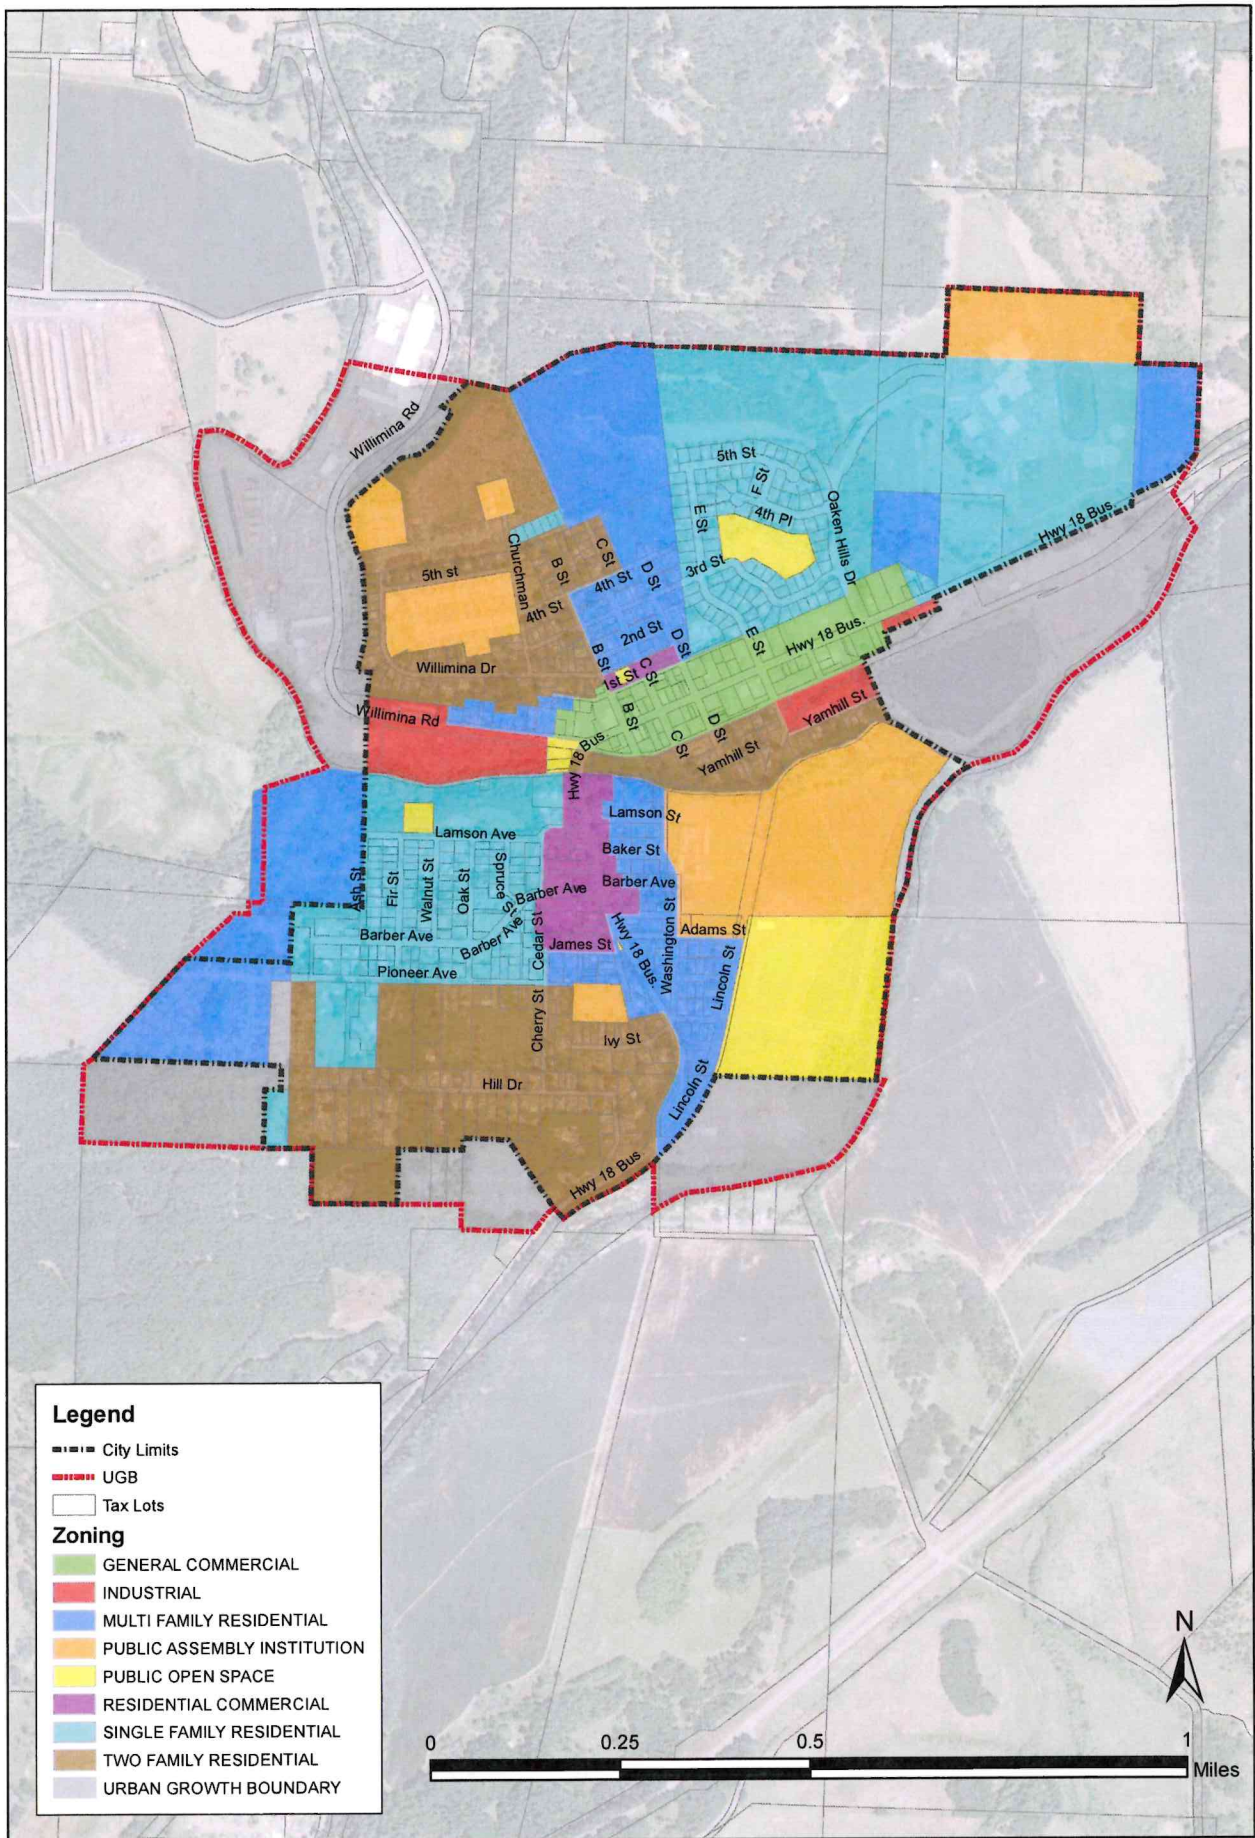 Willimina Rd
5th St
F St
4th Pl
E St
Oaken Hills Dr
Hwy 18 Bus.
C St
Churchman
B St
5th st
4th St
D St
3rd St
4th St
2nd St
D St
E St
Hwy 18 Bus.
B St
C St
1st St
Willimina Dr
Willimina Rd
B St
D St
Yamhill St
C St
Yamhill St
Hwy 18 Bus
Lamson St
Lamson Ave
Baker St
Ash St
Fir St
Walnut St
Oak St
Spruce St
Barber Ave
Barber Ave
Barber Ave
Barber Ave
Cedar St
James St
Hwy 18 Bus.
Washington St
Adams St
Pioneer Ave
Lincoln St
Cherry St
Ivy St
Hill Dr
Lincoln St
Hwy 18 Bus
Legend
City Limits
UGB
Tax Lots
Zoning
GENERAL COMMERCIAL
INDUSTRIAL
MULTI FAMILY RESIDENTIAL
PUBLIC ASSEMBLY INSTITUTION
PUBLIC OPEN SPACE
RESIDENTIAL COMMERCIAL
SINGLE FAMILY RESIDENTIAL
TWO FAMILY RESIDENTIAL
URBAN GROWTH BOUNDARY
N
0 0.25 0.5 1
Miles